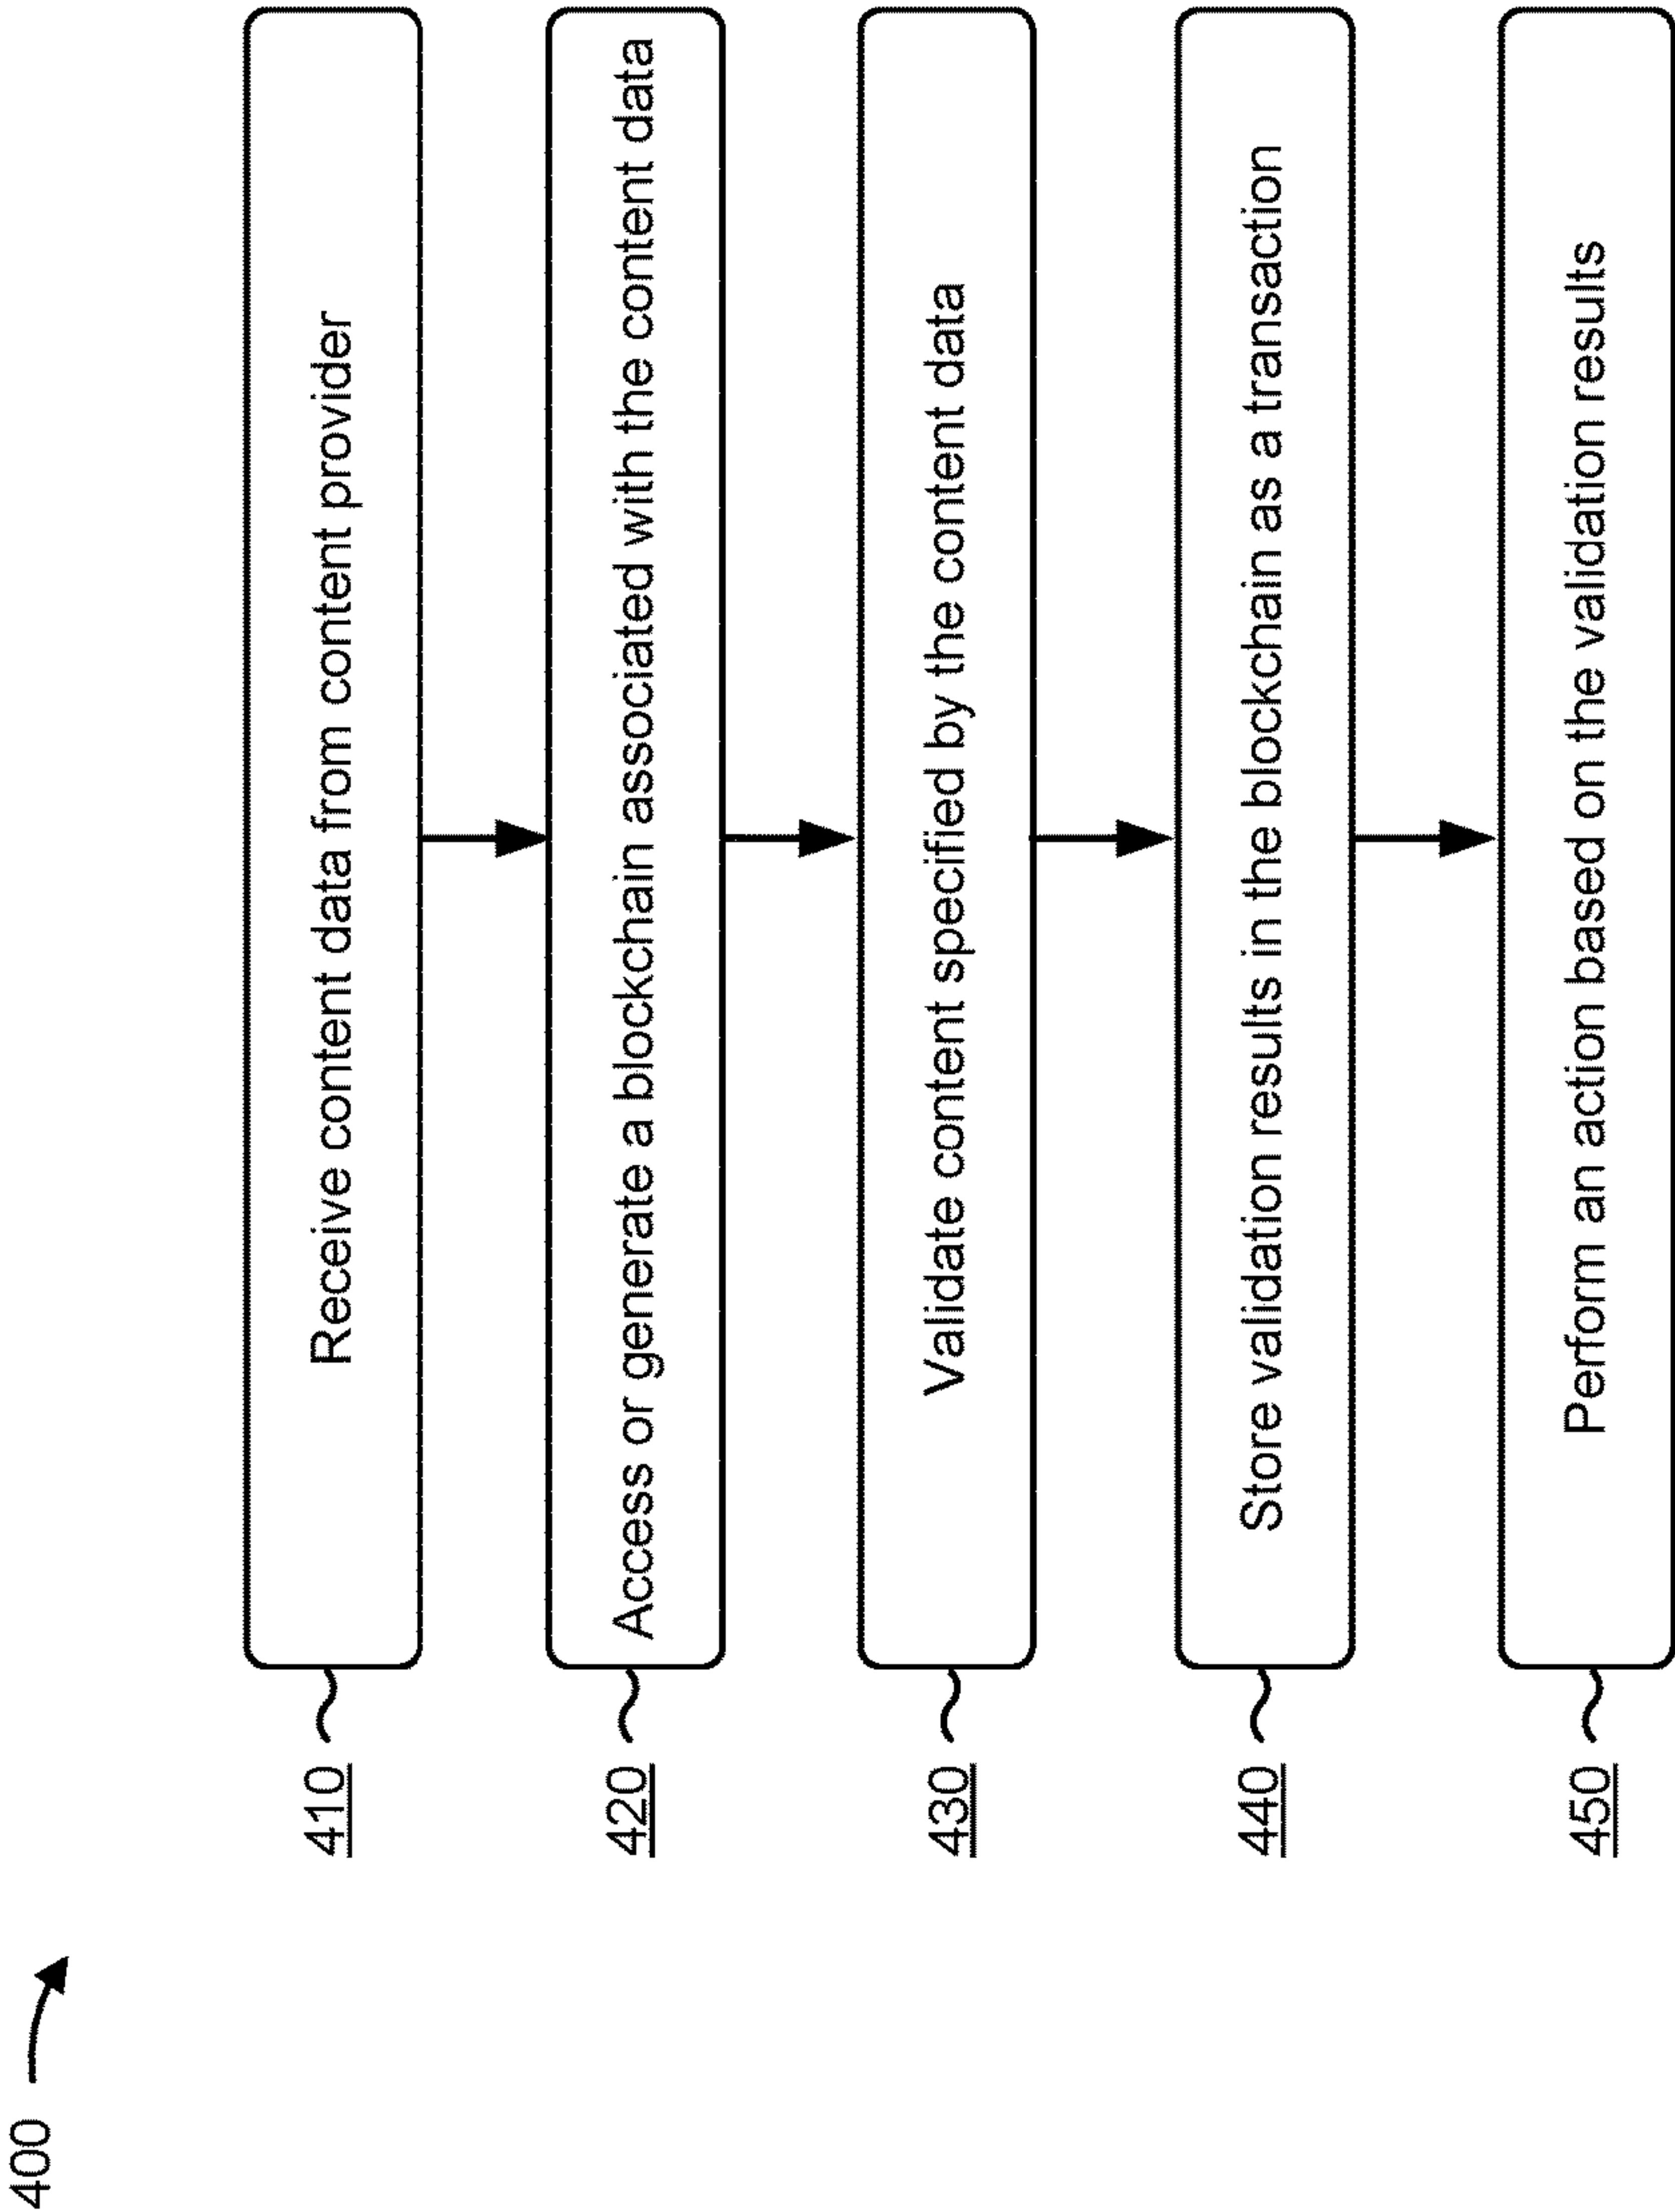 400
410
Receive content data from content provider
420
Access or generate a blockchain associated with the content data
430
Validate content specified by the content data
440
Store validation results in the blockchain as a transaction
450
Perform an action based on the validation results